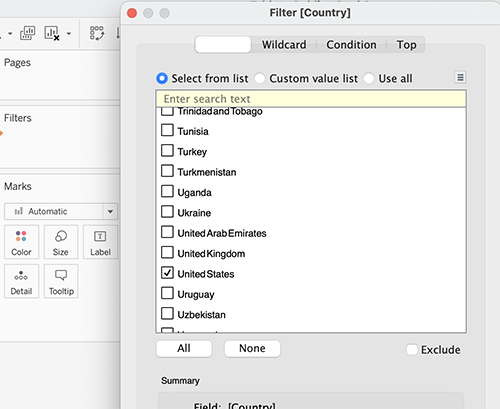 Filter [Country]
Wildcard
Condition
Top
Pages
Select from list
Custom value list
Use all
Enter search text
Trinidad and Tobago
Filters
Tunisia
Turkey
Turkmenistan
Marks
Uganda
Automatic
Ukraine
United Arab Emirates
Color
Size
Label
United Kingdom
United States
Detail
Tooltip
Uruguay
Uzbekistan
All
None
Exclude
Summary
Field: [Country]